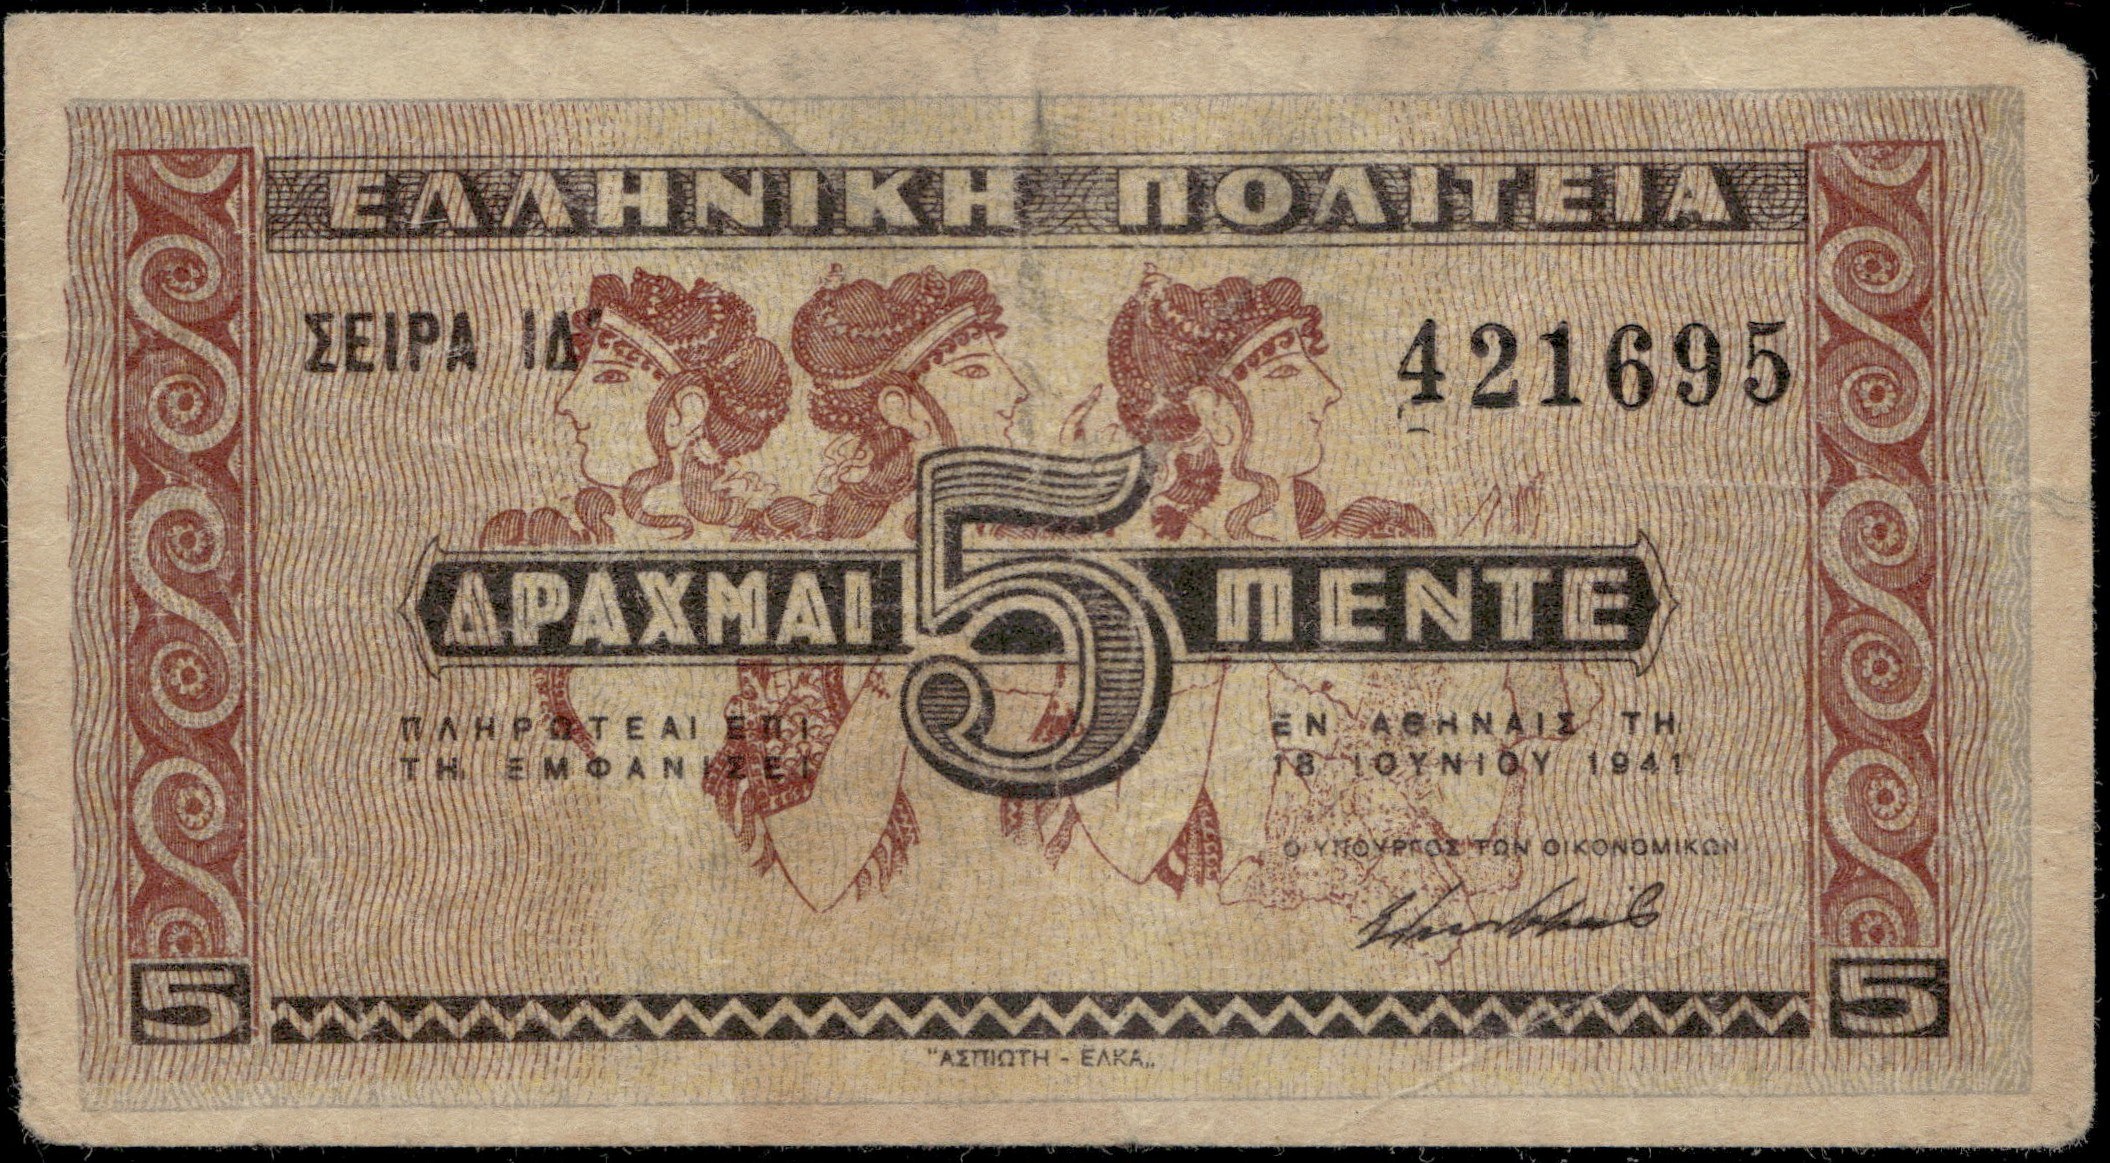 ΕΛΛΗΝΙΚΗ ΠΟΛΙΤΕΙΑ
ΣΕΙΡΑ ΙΔ' 421695
ΔΡΑΧΜΑΙ 5 ΠΕΝΤΕ
ΠΛΗΡΩΤΕΑΙ ΕΠΙ
ΤΗ ΕΜΦΑΝΙΣΕΙ
ΕΝ ΑΘΗΝΑΙΣ ΤΗ
18 ΙΟΥΝΙΟΥ 1941
Ο ΥΠΟΥΡΓΟΣ ΤΩΝ ΟΙΚΟΝΟΜΙΚΩΝ
5 5
"ΑΣΠΙΩΤΗ - ΕΛΚΑ„